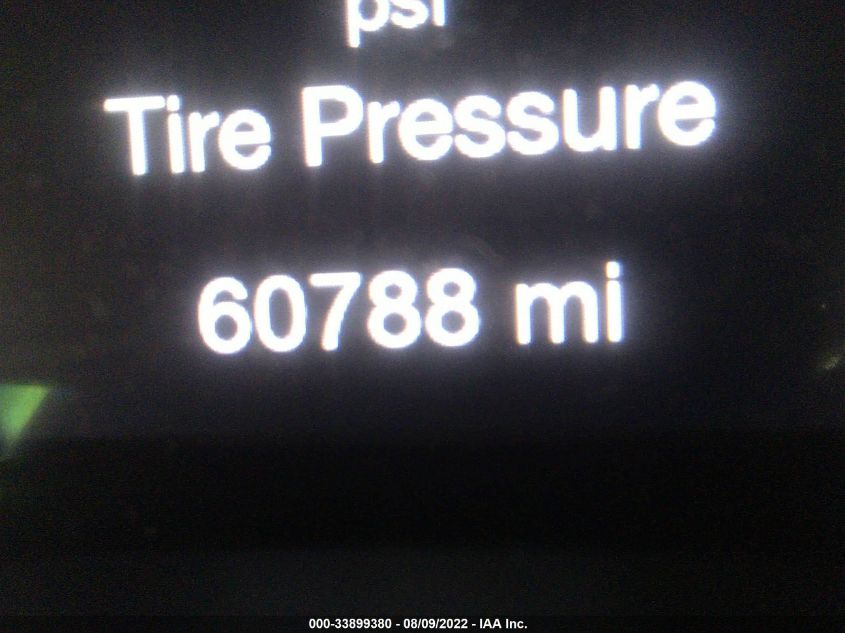 psi
Tire Pressure
60788 mi
000-33899380 - 08/09/2022 - IAA Inc.